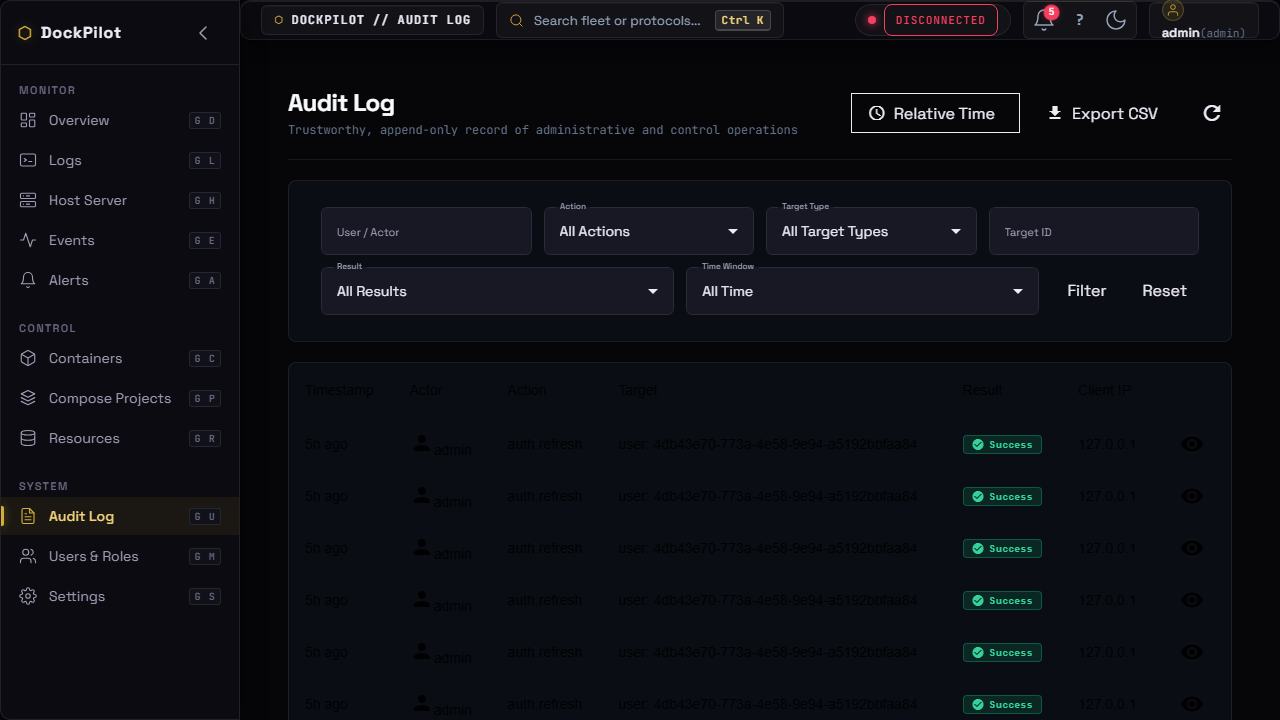 DockPilot
DOCKPILOT // AUDIT LOG
Search fleet or protocols...
Ctrl K
DISCONNECTED
5
?
admin(admin)
MONITOR
Overview G D
Logs G L
Host Server G H
Events G E
Alerts G A
CONTROL
Containers G C
Compose Projects G P
Resources G R
SYSTEM
Audit Log G U
Users & Roles G M
Settings G S
Audit Log
Trustworthy, append-only record of administrative and control operations
Relative Time
Export CSV
User / Actor
Action
All Actions
Target Type
All Target Types
Target ID
Result
All Results
Time Window
All Time
Filter
Reset
Timestamp Actor Action Target Result Client IP
5h ago admin auth.refresh user: 4db43e70-773a-4e58-9e94-a5192bbfaa84 Success 127.0.0.1
5h ago admin auth.refresh user: 4db43e70-773a-4e58-9e94-a5192bbfaa84 Success 127.0.0.1
5h ago admin auth.refresh user: 4db43e70-773a-4e58-9e94-a5192bbfaa84 Success 127.0.0.1
5h ago admin auth.refresh user: 4db43e70-773a-4e58-9e94-a5192bbfaa84 Success 127.0.0.1
5h ago admin auth.refresh user: 4db43e70-773a-4e58-9e94-a5192bbfaa84 Success 127.0.0.1
5h ago admin auth.refresh user: 4db43e70-773a-4e58-9e94-a5192bbfaa84 Success 127.0.0.1